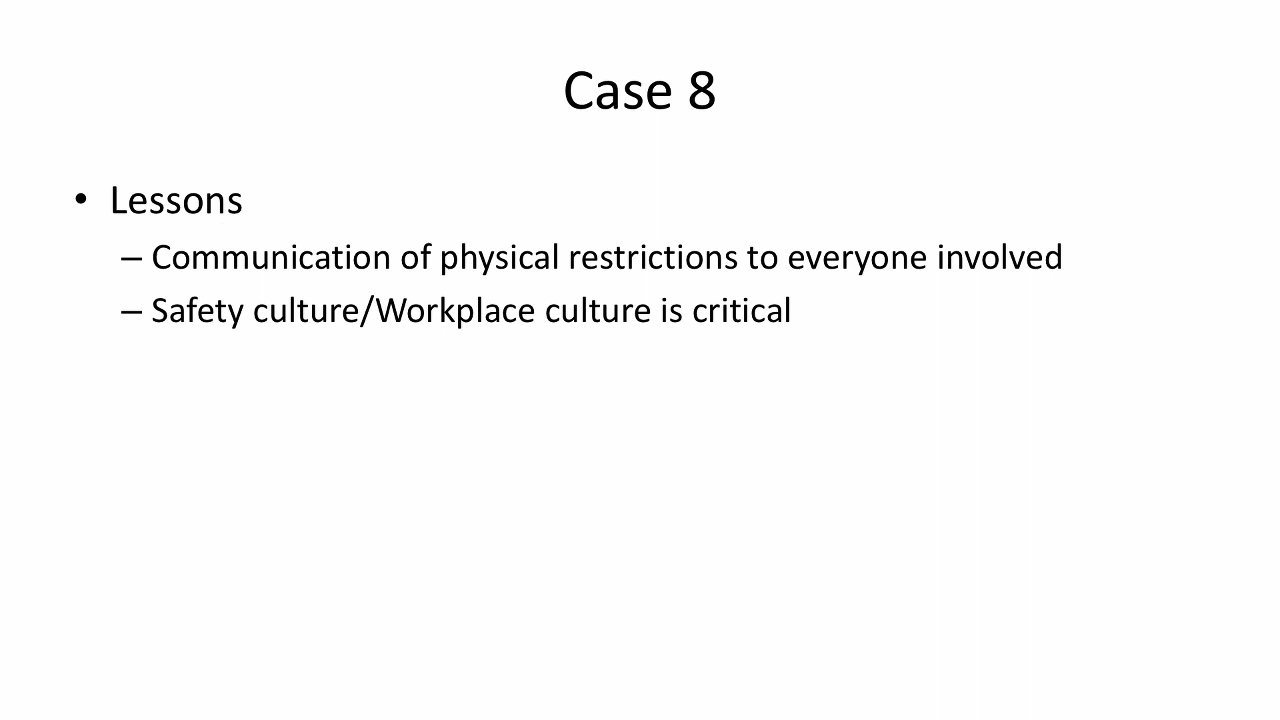 Case 8
• Lessons
– Communication of physical restrictions to everyone involved
– Safety culture/Workplace culture is critical